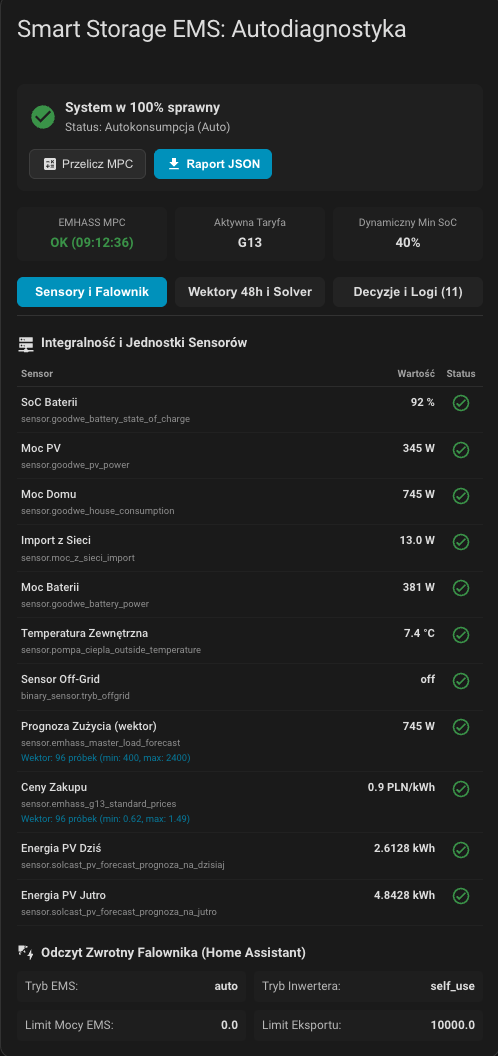 Smart Storage EMS: Autodiagnostyka
System w 100% sprawny
Status: Autokonsumpcja (Auto)
Przelicz MPC
Raport JSON
EMHASS MPC
OK (09:12:36)
Aktywna Taryfa
G13
Dynamiczny Min SoC
40%
Sensory i Falownik
Wektory 48h i Solver
Decyzje i Logi (11)
Integralność i Jednostki Sensorów
Sensor Wartość Status
SoC Baterii 92 %
sensor.goodwe_battery_state_of_charge
Moc PV 345 W
sensor.goodwe_pv_power
Moc Domu 745 W
sensor.goodwe_house_consumption
Import z Sieci 13.0 W
sensor.moc_z_sieci_import
Moc Baterii 381 W
sensor.goodwe_battery_power
Temperatura Zewnętrzna 7.4 °C
sensor.pompa_ciepla_outside_temperature
Sensor Off-Grid off
binary_sensor.tryb_offgrid
Prognoza Zużycia (wektor) 745 W
sensor.emhass_master_load_forecast
Wektor: 96 próbek (min: 400, max: 2400)
Ceny Zakupu 0.9 PLN/kWh
sensor.emhass_g13_standard_prices
Wektor: 96 próbek (min: 0.62, max: 1.49)
Energia PV Dziś 2.6128 kWh
sensor.solcast_pv_forecast_prognoza_na_dzisiaj
Energia PV Jutro 4.8428 kWh
sensor.solcast_pv_forecast_prognoza_na_jutro
Odczyt Zwrotny Falownika (Home Assistant)
Tryb EMS: auto
Tryb Inwertera: self_use
Limit Mocy EMS: 0.0
Limit Eksportu: 10000.0